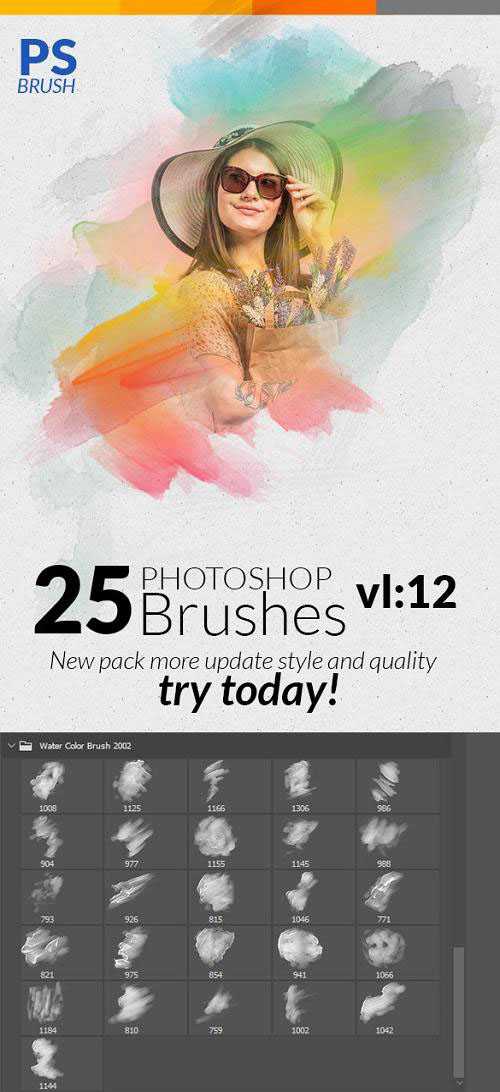 PS
BRUSH
25 PHOTOSHOP
Brushes vl:12
New pack more update style and quality
try today!
Water Color Brush 2002
1008 1125 1166 1306 986
904 977 1155 1145 988
793 926 815 1046 771
821 975 854 941 1066
1184 810 759 1002 1042
1144